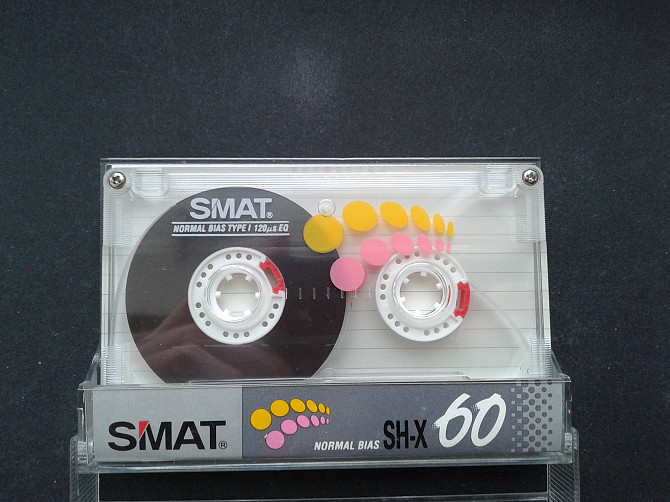 SMAT®
NORMAL BIAS TYPE I 120µs EQ
SMAT®
NORMAL BIAS SH-X 60